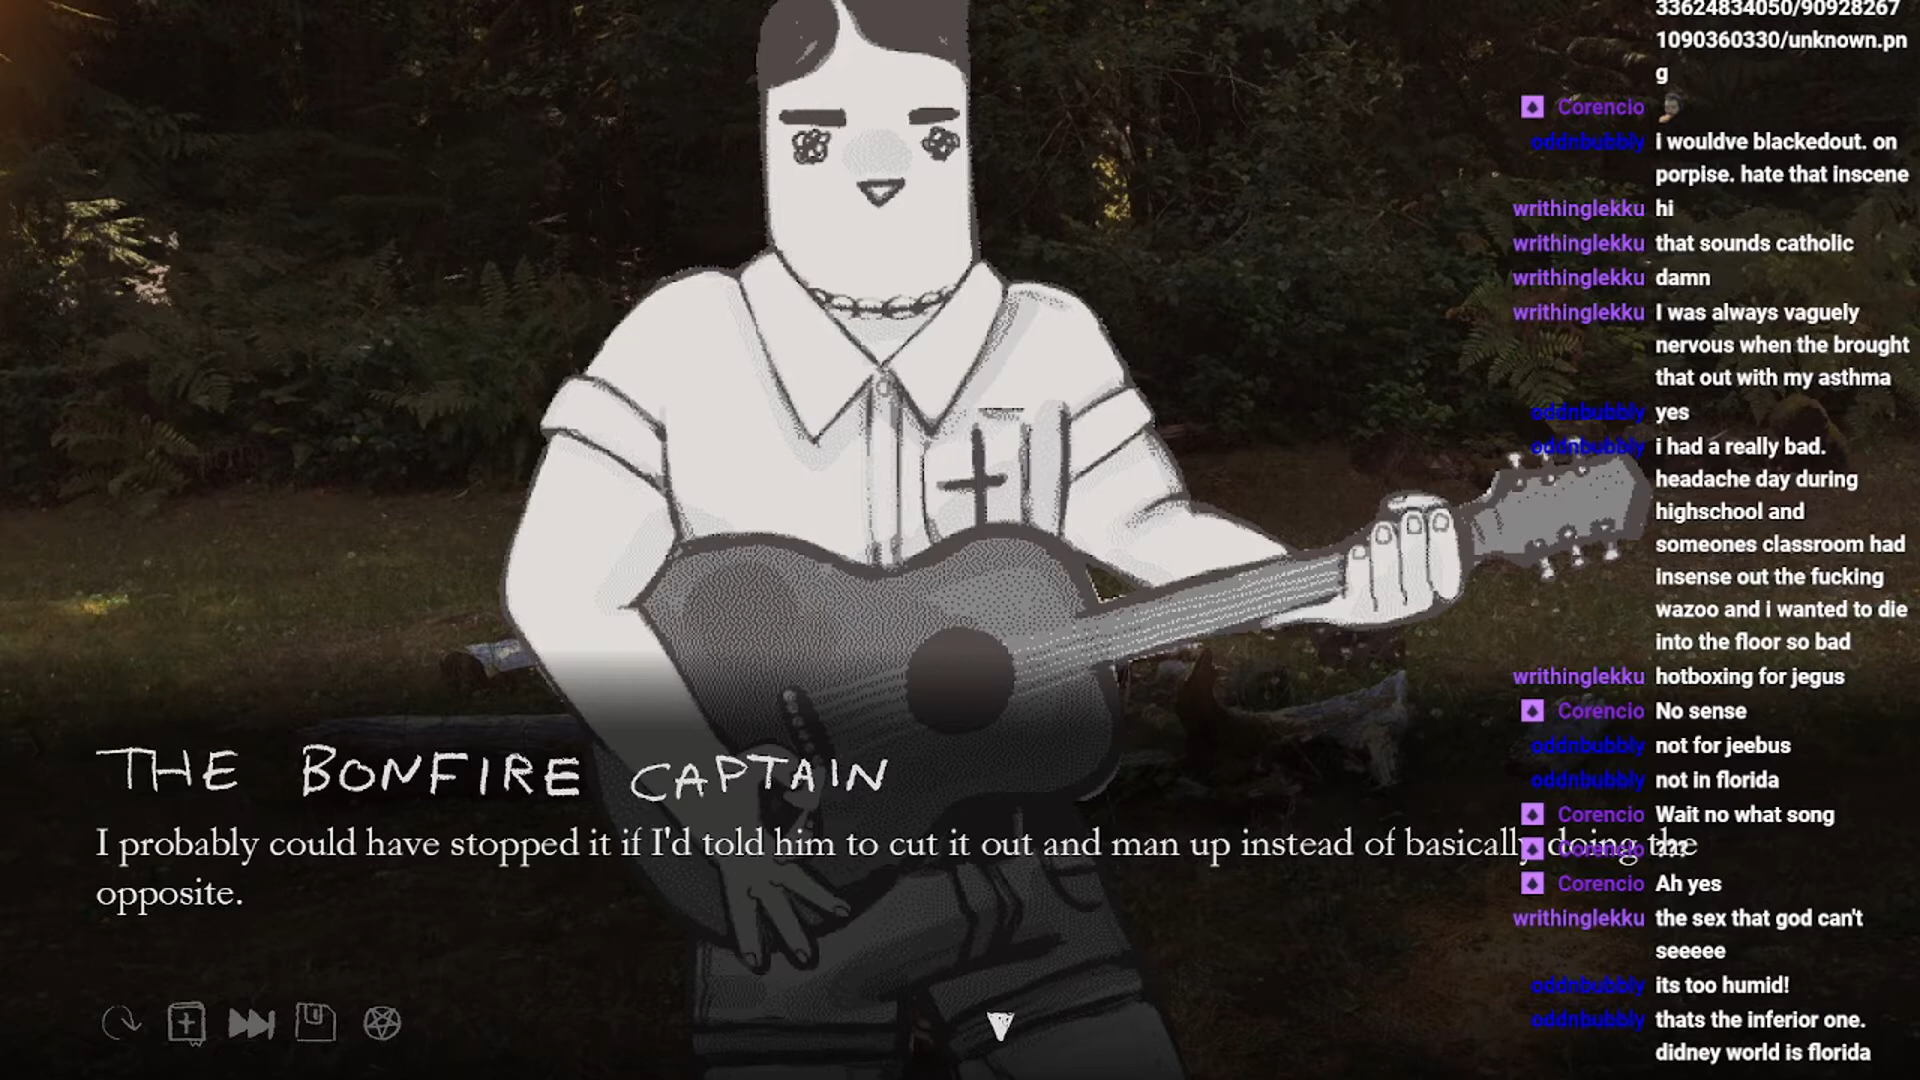 THE BONFIRE CAPTAIN
I probably could have stopped it if I'd told him to cut it out and man up instead of basically doing the
opposite.
33624834050/90928267
1090360330/unknown.pn
g
Corencio
oddnbubbly i wouldve blackedout. on
porpise. hate that inscene
writhinglekku hi
writhinglekku that sounds catholic
writhinglekku damn
writhinglekku I was always vaguely
nervous when the brought
that out with my asthma
oddnbubbly yes
oddnbubbly i had a really bad.
headache day during
highschool and
someones classroom had
insense out the fucking
wazoo and i wanted to die
into the floor so bad
writhinglekku hotboxing for jegus
Corencio No sense
oddnbubbly not for jeebus
oddnbubbly not in florida
Corencio Wait no what song
Corencio ???
Corencio Ah yes
writhinglekku the sex that god can't
seeeee
oddnbubbly its too humid!
oddnbubbly thats the inferior one.
didney world is florida